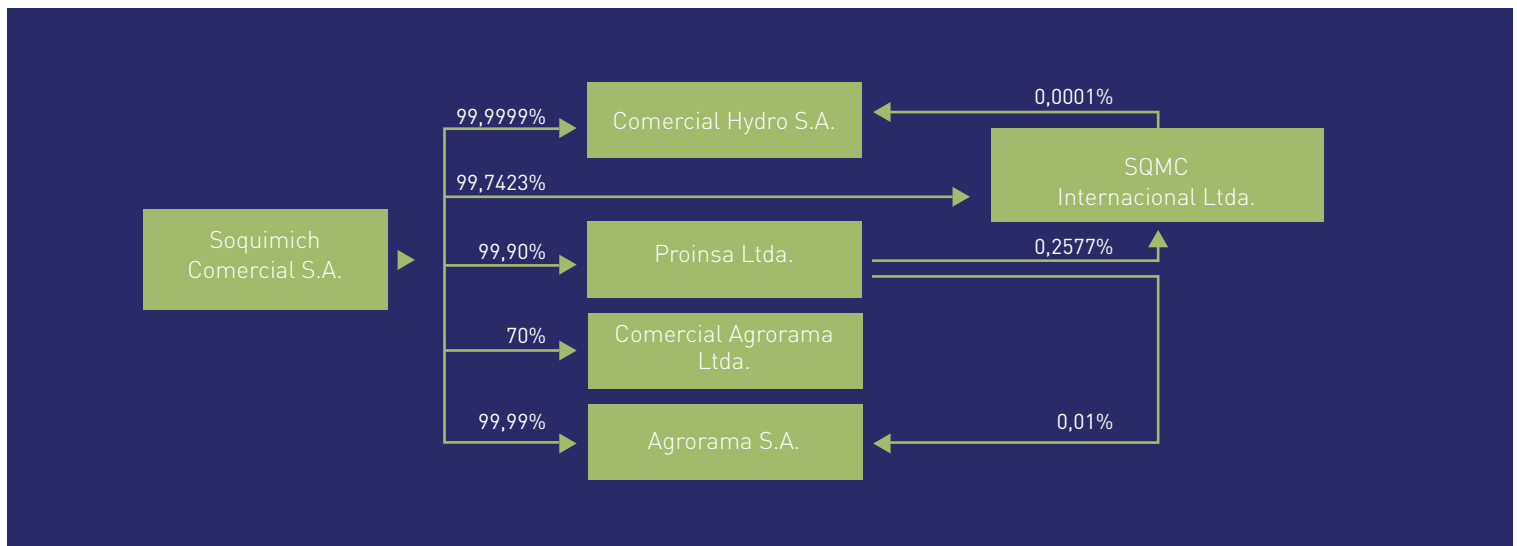 Soquimich
Comercial S.A.
99,9999%
Comercial Hydro S.A.
0,0001%
99,7423%
SQMC
Internacional Ltda.
99,90%
Proinsa Ltda.
0,2577%
70%
Comercial Agrorama
Ltda.
99,99%
Agrorama S.A.
0,01%